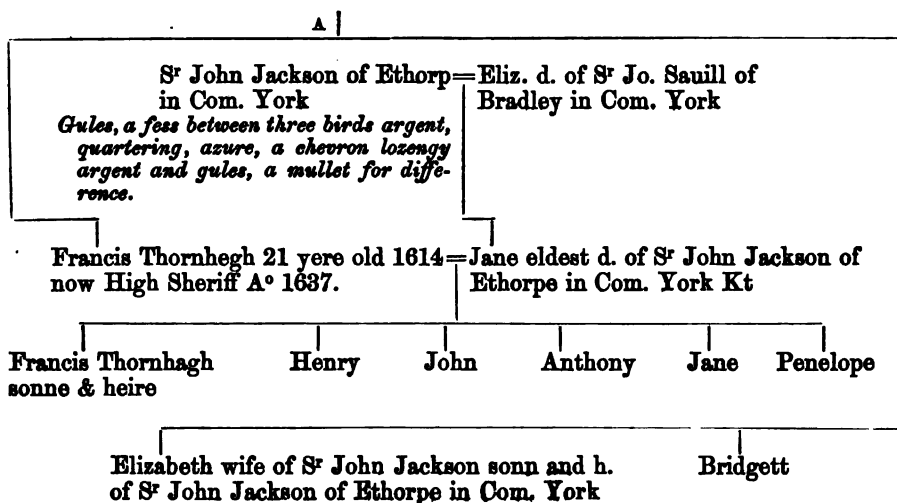 A
Sr John Jackson of Ethorp = Eliz. d. of Sr Jo. Sauill of
in Com. York Bradley in Com. York
Gules, a fess between three birds argent,
quartering, azure, a chevron lozengy
argent and gules, a mullet for diffe-
rence.
Francis Thornhegh 21 yere old 1614 = Jane eldest d. of Sr John Jackson of
now High Sheriff Ao 1637. Ethorpe in Com. York Kt
Francis Thornhagh Henry John Anthony Jane Penelope
sonne & heire
Elizabeth wife of Sr John Jackson sonn and h. Bridgett
of Sr John Jackson of Ethorpe in Com. York